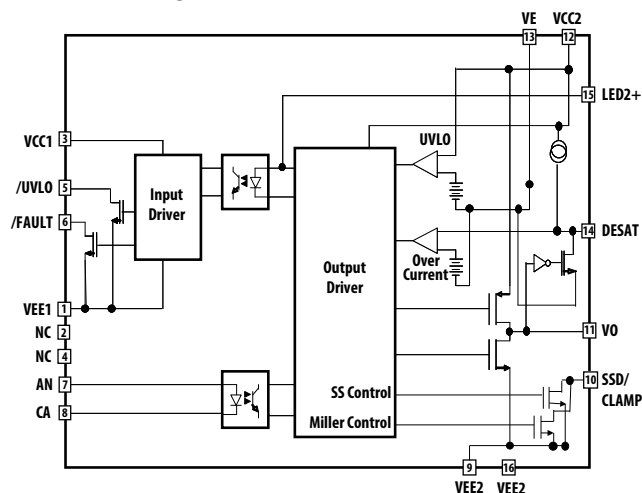 VE VCC2
13 12
15 LED2+
VCC1 3
UVLO
/UVLO 5
Input
Driver
/FAULT 6
14 DESAT
Over
Current
Output
Driver
VEE1 1
NC 2
11 VO
NC 4
AN 7
10 SSD/
CLAMP
SS Control
CA 8
Miller Control
9 16
VEE2 VEE2